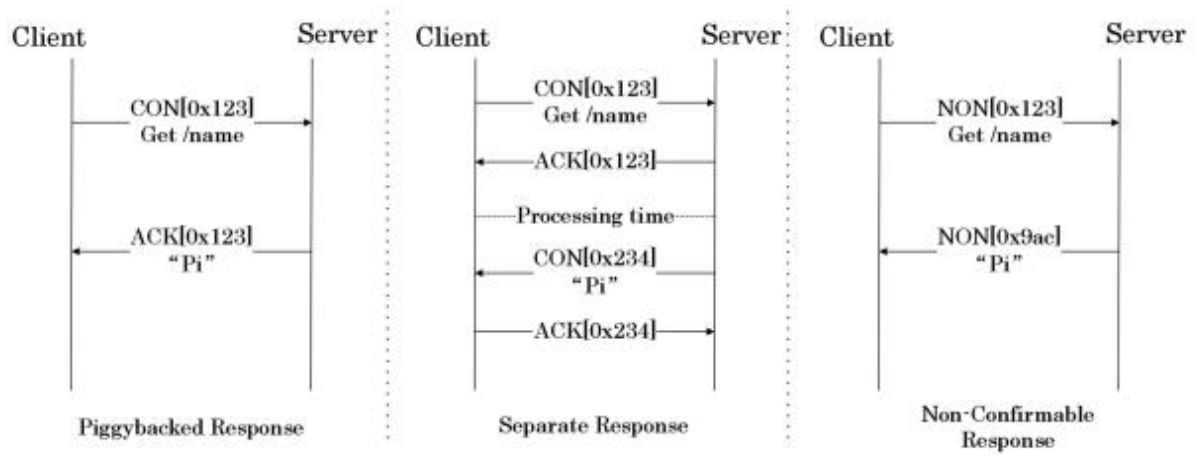 Client
Server
CON[0x123]
Get /name
ACK[0x123]
“Pi”
Piggybacked Response
Client
Server
CON[0x123]
Get /name
ACK[0x123]
Processing time
CON[0x234]
“Pi”
ACK[0x234]
Separate Response
Client
Server
NON[0x123]
Get /name
NON[0x9ac]
“Pi”
Non-Confirmable
Response